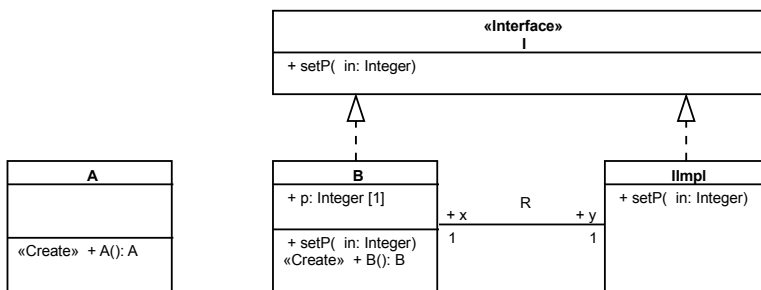 «Interface»
I
+ setP(  in: Integer)
A
«Create»  + A(): A
B
+ p: Integer [1]
+ setP(  in: Integer)
«Create»  + B(): B
+ x
1
R
+ y
1
IImpl
+ setP(  in: Integer)